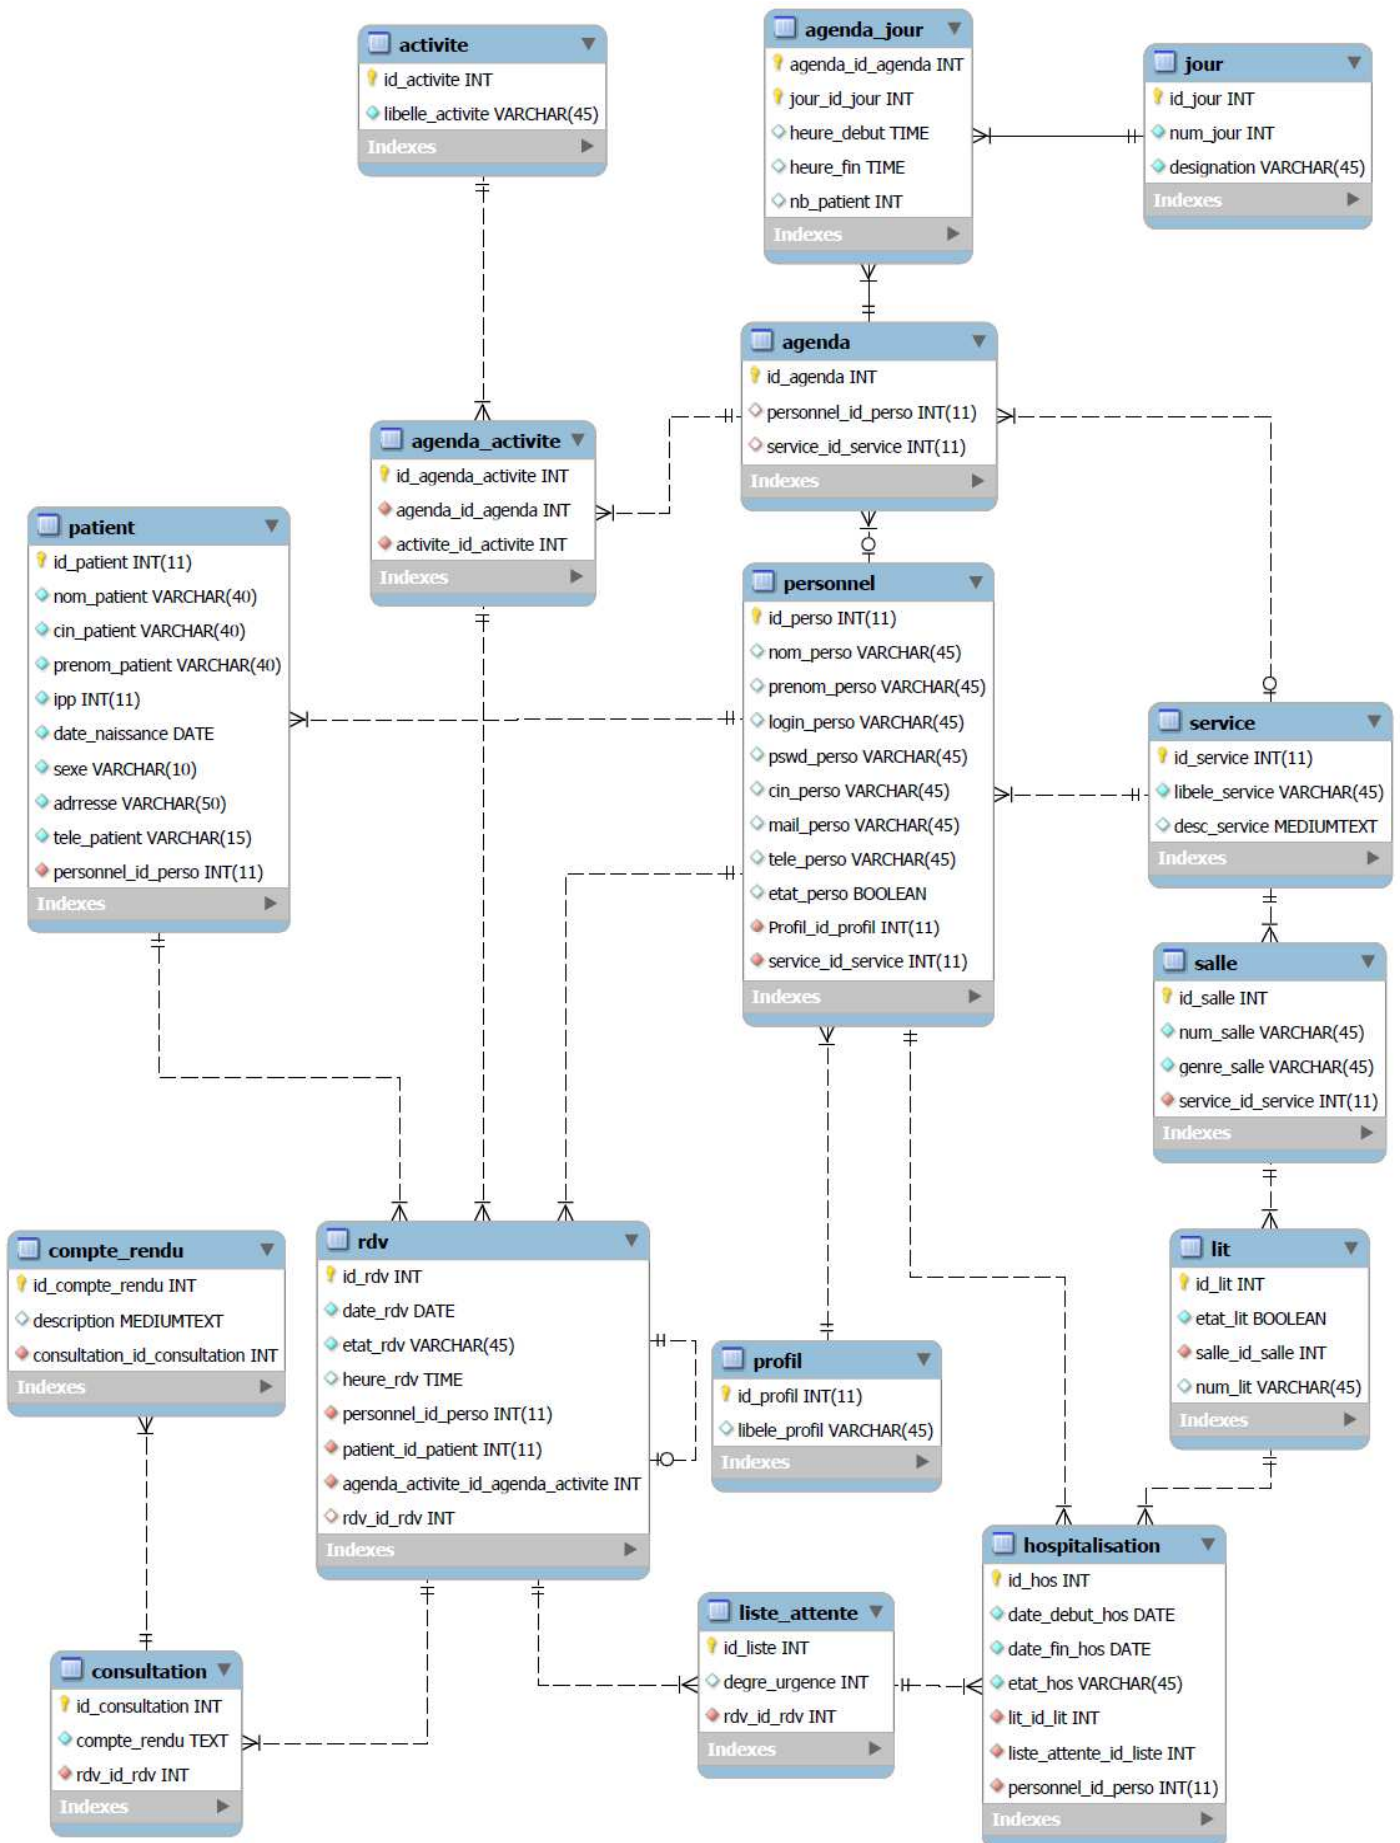 activite
id_activite INT
libelle_activite VARCHAR(45)
Indexes
agenda_jour
agenda_id_agenda INT
jour_id_jour INT
heure_debut TIME
heure_fin TIME
nb_patient INT
Indexes
jour
id_jour INT
num_jour INT
designation VARCHAR(45)
Indexes
agenda
id_agenda INT
personnel_id_perso INT(11)
service_id_service INT(11)
Indexes
agenda_activite
id_agenda_activite INT
agenda_id_agenda INT
activite_id_activite INT
Indexes
patient
id_patient INT(11)
nom_patient VARCHAR(40)
cin_patient VARCHAR(40)
prenom_patient VARCHAR(40)
ipp INT(11)
date_naissance DATE
sexe VARCHAR(10)
adrresse VARCHAR(50)
tele_patient VARCHAR(15)
personnel_id_perso INT(11)
Indexes
personnel
id_perso INT(11)
nom_perso VARCHAR(45)
prenom_perso VARCHAR(45)
login_perso VARCHAR(45)
pswd_perso VARCHAR(45)
cin_perso VARCHAR(45)
mail_perso VARCHAR(45)
tele_perso VARCHAR(45)
etat_perso BOOLEAN
Profil_id_profil INT(11)
service_id_service INT(11)
Indexes
service
id_service INT(11)
libele_service VARCHAR(45)
desc_service MEDIUMTEXT
Indexes
salle
id_salle INT
num_salle VARCHAR(45)
genre_salle VARCHAR(45)
service_id_service INT(11)
Indexes
compte_rendu
id_compte_rendu INT
description MEDIUMTEXT
consultation_id_consultation INT
Indexes
rdv
id_rdv INT
date_rdv DATE
etat_rdv VARCHAR(45)
heure_rdv TIME
personnel_id_perso INT(11)
patient_id_patient INT(11)
agenda_activite_id_agenda_activite INT
rdv_id_rdv INT
Indexes
profil
id_profil INT(11)
libele_profil VARCHAR(45)
Indexes
lit
id_lit INT
etat_lit BOOLEAN
salle_id_salle INT
num_lit VARCHAR(45)
Indexes
consultation
id_consultation INT
compte_rendu TEXT
rdv_id_rdv INT
Indexes
liste_attente
id_liste INT
degre_urgence INT
rdv_id_rdv INT
Indexes
hospitalisation
id_hos INT
date_debut_hos DATE
date_fin_hos DATE
etat_hos VARCHAR(45)
lit_id_lit INT
liste_attente_id_liste INT
personnel_id_perso INT(11)
Indexes